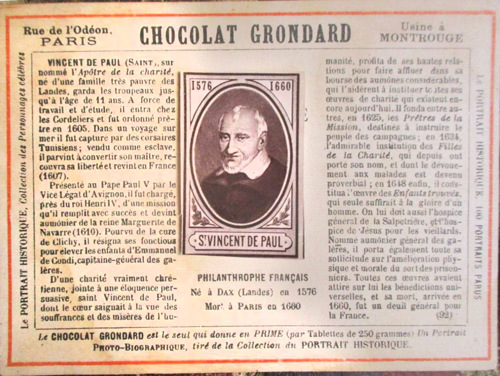 Rue de l'Odéon, PARIS
CHOCOLAT GRONDARD
Usine à MONTROUGE
Le PORTRAIT HISTORIQUE, Collection des Personnages célèbres
VINCENT DE PAUL (SAINT), sur
nommé l'Apôtre de la charité,
né d'une famille très pauvre des
Landes, garda les troupeaux jus-
qu'à l'âge de 11 ans. A force de
travail et d'étude, il entra chez
les Cordeliers et fut ordonné prê-
tre en 1605. Dans un voyage sur
mer il fut capturé par des corsaires
Tunisiens; vendu comme esclave,
il parvint à convertir son maître, re-
couvra sa liberté et revint en France
(1607).
Présenté au Pape Paul V par le
Vice Légat d'Avignon, il fut chargé,
près du roi Henri IV, d'une mission
qu'il remplit avec succès et devint
aumônier de la reine Marguerite de
Navarre (1610). Pourvu de la cure
de Clichy, il résigna ses fonctions
pour élever les enfants d'Emmanuel
de Condi, capitaine-général des ga-
lères.
D'une charité vraiment chré-
tienne, jointe à une éloquence per-
suasive, saint Vincent de Paul,
dont le cœur saignait à la vue des
souffrances et des misères de l'hu-
1576
1660
ST VINCENT DE PAUL
PHILANTHROPE FRANÇAIS
Né à DAX (Landes) en 1576
Mort à PARIS en 1660
manité, profita de ses hautes rela-
tions pour faire affluer dans sa
bourse des aumônes considérables,
qui l'aidèrent à instituer toutes ses
œuvres de charité qui existent en-
core aujourd'hui. Il fonda entre au-
tres, en 1625, les Prêtres de la
Mission, destinés à instruire le
peuple des campagnes; en 1634,
l'admirable institution des Filles
de la Charité, qui depuis ont
porté son nom, et dont le dévoue-
ment aux malades est devenu
proverbial; en 1648 enfin, il cons-
titua l'œuvre des Enfants trouvés,
qui seule suffirait à la gloire d'un
homme. On lui doit aussi l'hospice
général de la Salpêtrière, et l'hos-
pice de Jésus pour les vieillards.
Nommé aumônier général des ga-
lères, il porta également toute sa
sollicitude sur l'amélioration phy-
sique et morale du sort des prison-
niers. Toutes ces œuvres avaient
attiré sur lui les bénédictions uni-
verselles, et sa mort, arrivée en
1660, fut un deuil général pour
la France. (92)
Le PORTRAIT HISTORIQUE 100 PORTRAITS PARUS
Le CHOCOLAT GRONDARD est le seul qui donne en PRIME (par Tablettes de 250 grammes) Un Portrait
PHOTO-BIOGRAPHIQUE, tiré de la Collection du PORTRAIT HISTORIQUE.